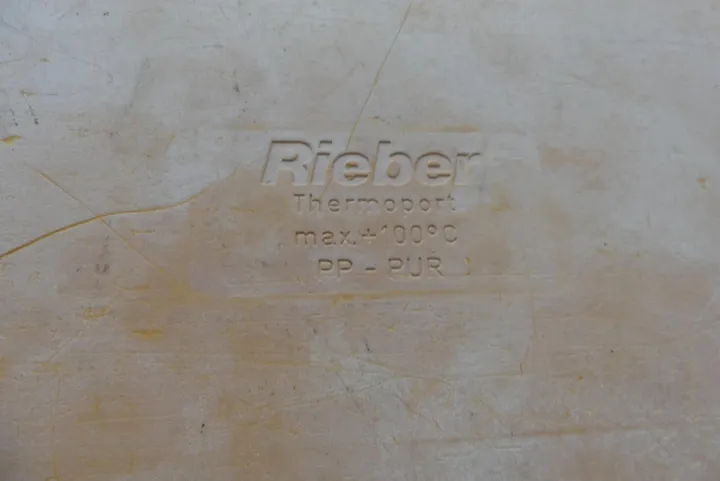 Rieber
Thermoport
max. +100°C
PP - PUR